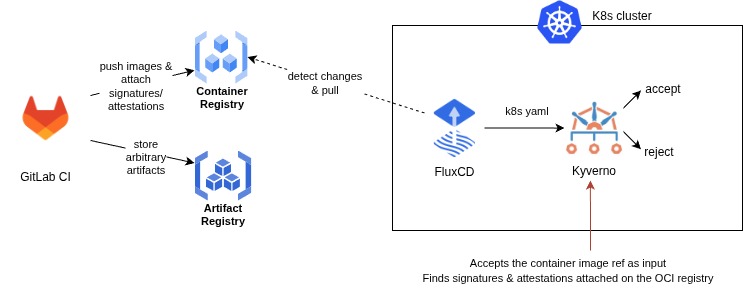 K8s cluster
push images &
attach
signatures/
attestations
Container
Registry
detect changes
& pull
k8s yaml
accept
reject
store
arbitrary
artifacts
GitLab CI
Artifact
Registry
FluxCD
Kyverno
Accepts the container image ref as input
Finds signatures & attestations attached on the OCI registry